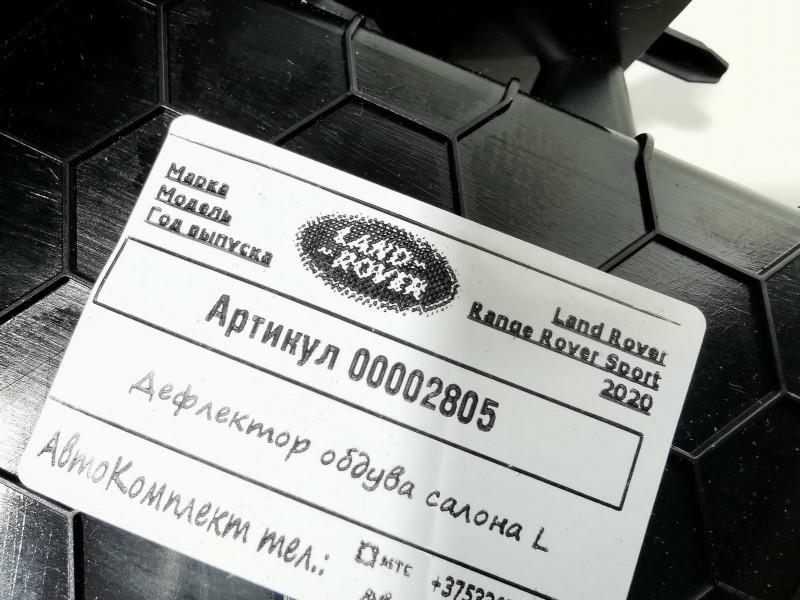 Марка
Модель
Год выпуска
LAND-
-ROVER
Land Rover
Range Rover Sport
2020
Артикул 00002805
Дефлектор обдува салона L
АвтоКомплект тел.:
МТС